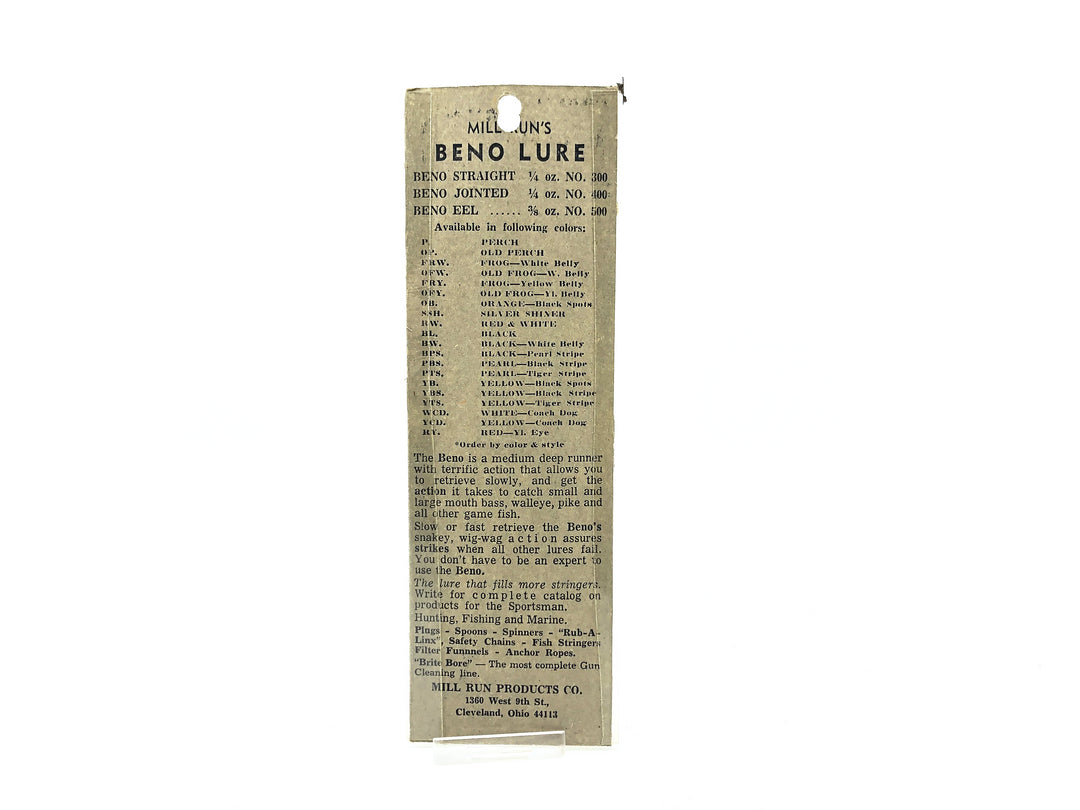 MILL RUN'S
BENO LURE
BENO STRAIGHT ¼ oz. NO. 300
BENO JOINTED ¼ oz. NO. 400
BENO EEL ...... ⅜ oz. NO. 500
Available in following colors:
P. PERCH
OP. OLD PERCH
FRW. FROG—White Belly
OFW. OLD FROG—W. Belly
FRY. FROG—Yellow Belly
OFY. OLD FROG—Yl. Belly
OB. ORANGE—Black Spots
SSH. SILVER SHINER
RW. RED & WHITE
BL. BLACK
BW. BLACK—White Belly
BPS. BLACK—Pearl Stripe
PBS. PEARL—Black Stripe
PTS. PEARL—Tiger Stripe
YB. YELLOW—Black Spots
YBS. YELLOW—Black Stripe
YTS. YELLOW—Tiger Stripe
WCD. WHITE—Coach Dog
YCD. YELLOW—Coach Dog
RY. RED—Yl. Eye
*Order by color & style
The Beno is a medium deep runner
with terrific action that allows you
to retrieve slowly, and get the
action it takes to catch small and
large mouth bass, walleye, pike and
all other game fish.
Slow or fast retrieve the Beno's
snakey, wig-wag action assures
strikes when all other lures fail.
You don't have to be an expert to
use the Beno.
The lure that fills more stringers.
Write for complete catalog on
products for the Sportsman.
Hunting, Fishing and Marine.
Plugs - Spoons - Spinners - "Rub-A-
Linx", Safety Chains - Fish Stringers
Filter Funnnels - Anchor Ropes.
"Brite Bore" — The most complete Gun
Cleaning line.
MILL RUN PRODUCTS CO.
1360 West 9th St.,
Cleveland, Ohio 44113